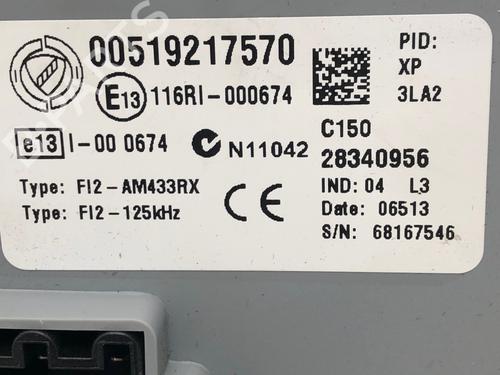 00519217570
PID:
XP
3LA2
E13 116RI-000674
e13 I-00 0674
N11042
C150
28340956
Type: FI2-AM433RX
Type: FI2-125kHz
CE
IND: 04 L3
Date: 06513
S/N: 68167546